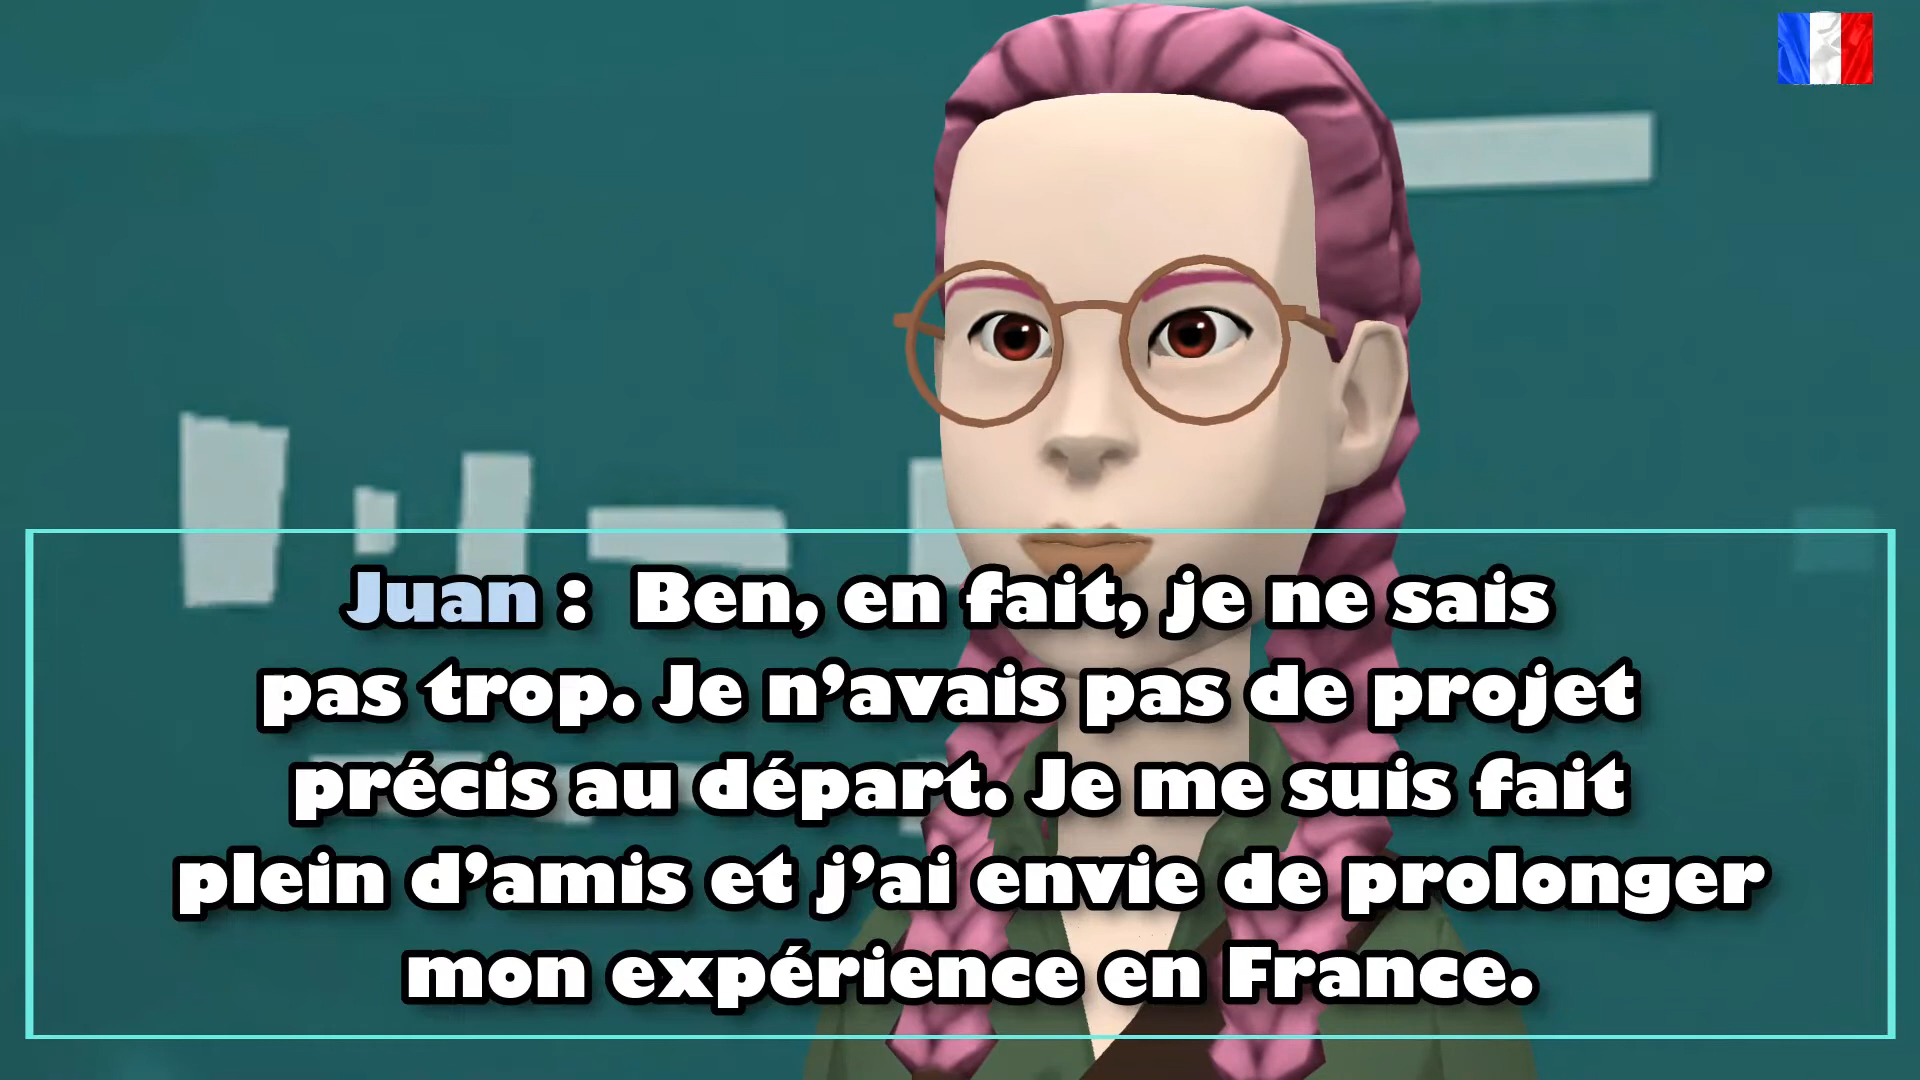 Juan : Ben, en fait, je ne sais
pas trop. Je n’avais pas de projet
précis au départ. Je me suis fait
plein d’amis et j’ai envie de prolonger
mon expérience en France.